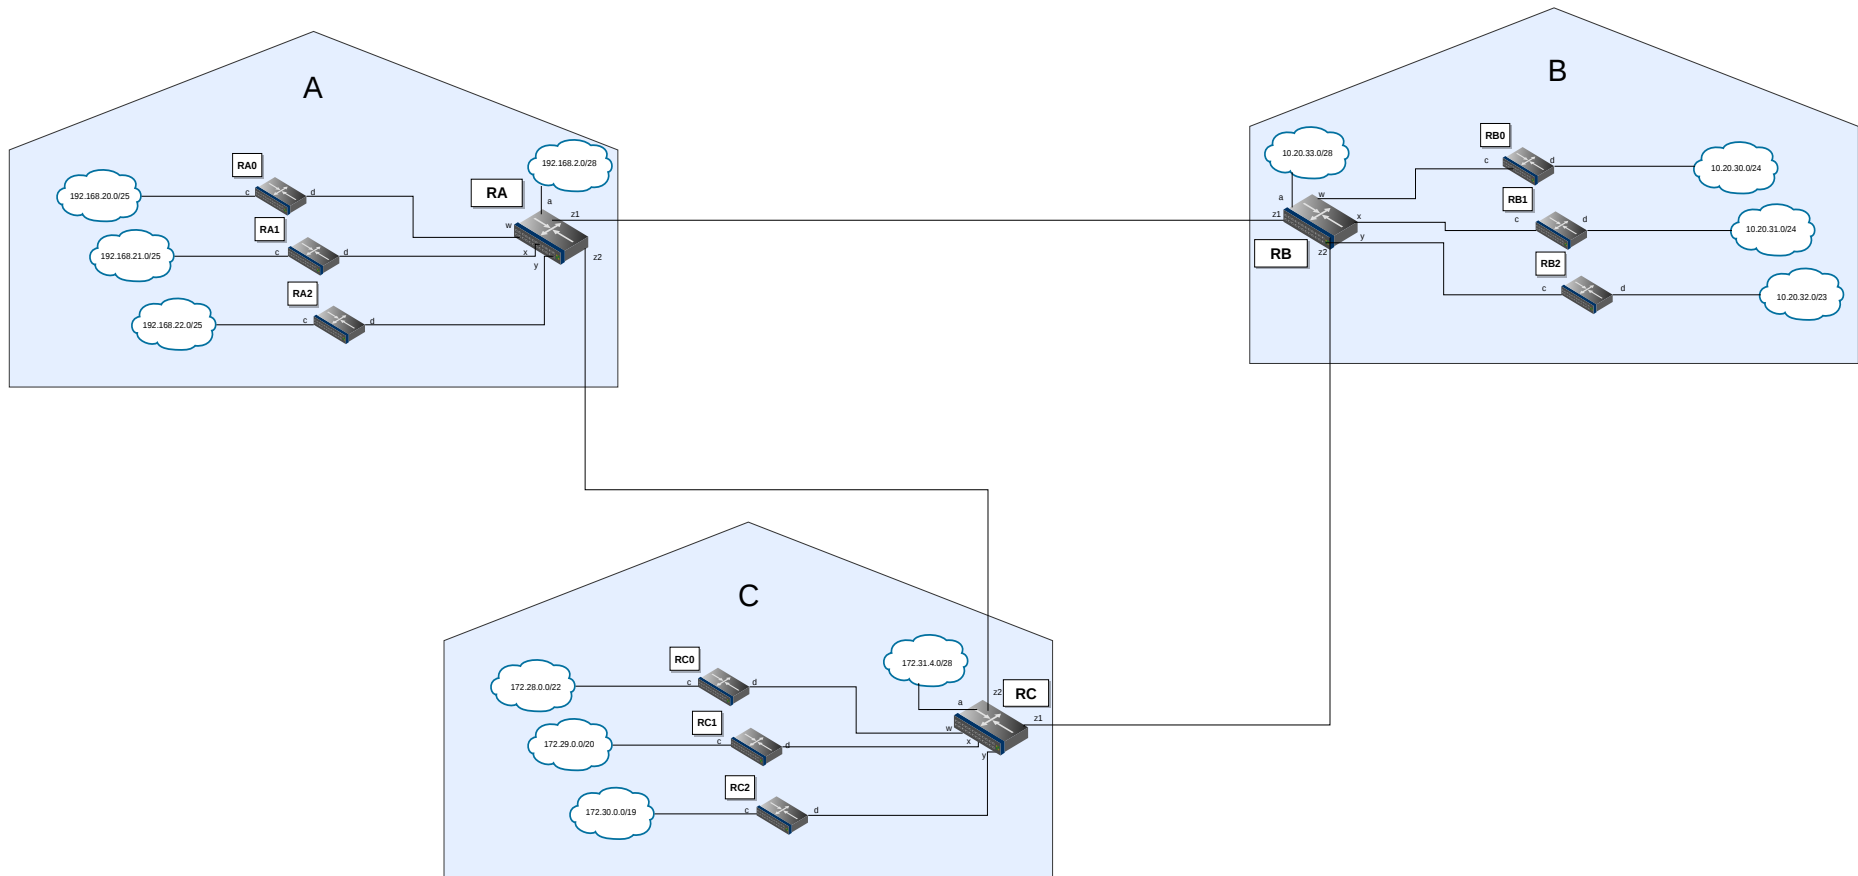 A
RA0
192.168.20.0/25
c
d
RA1
192.168.21.0/25
c
d
RA2
192.168.22.0/25
c
d
192.168.2.0/28
RA
a
z1
w
x
y
z2
B
10.20.33.0/28
a
w
z1
x
y
RB
z2
RB0
c
d
10.20.30.0/24
RB1
c
d
10.20.31.0/24
RB2
c
d
10.20.32.0/23
C
RC0
172.28.0.0/22
c
d
RC1
172.29.0.0/20
c
d
RC2
172.30.0.0/19
c
d
172.31.4.0/28
z2
RC
a
z1
w
x
y